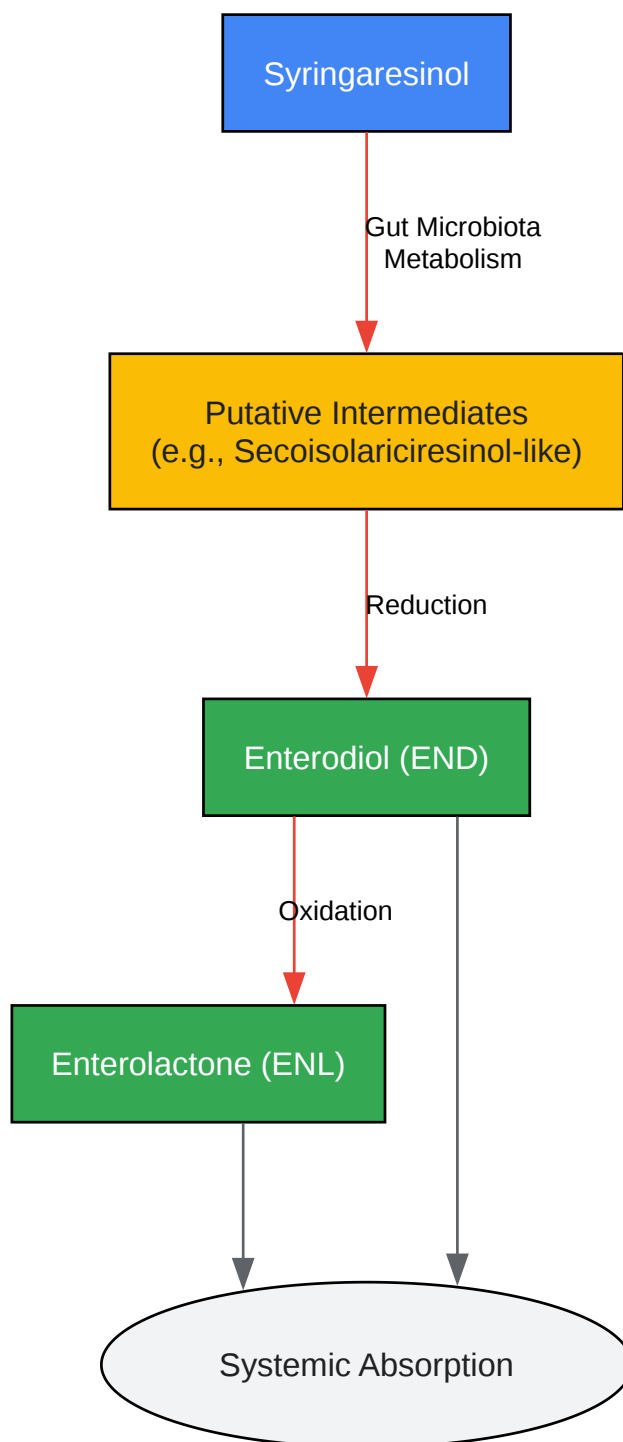 Syringaresinol
Gut Microbiota
Metabolism
Putative Intermediates
(e.g., Secoisolariciresinol-like)
Reduction
Enterodiol (END)
Oxidation
Enterolactone (ENL)
Systemic Absorption